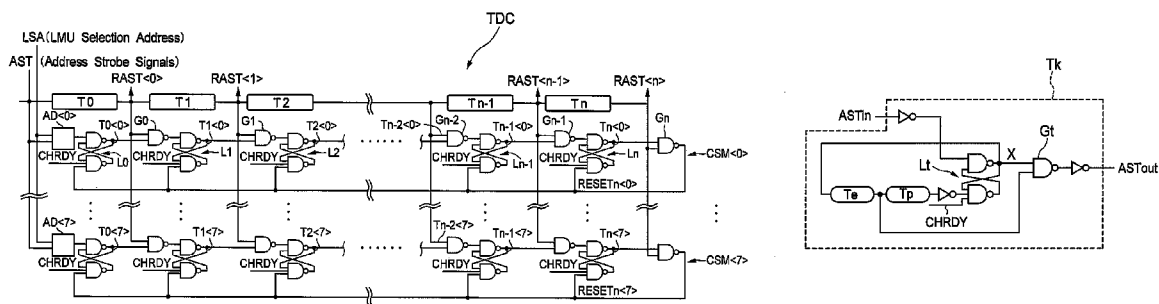 TDC
LSA(LMU Selection Address)
AST (Address Strobe Signals)
RAST<0> RAST<1> RAST<n-1> RAST<n>
T0 T1 T2 Tn-1 Tn
AD<0> T0<0> G0 T1<0> G1 T2<0> Tn-2<0> Gn-2 Tn-1<0> Gn-1 Tn<0> Gn
CHRDY L0 CHRDY L1 CHRDY L2 CHRDY Ln-1 CHRDY Ln CSM<0>
RESETn<0>
AD<7> T0<7> T1<7> T2<7> Tn-2<7> Tn-1<7> Tn<7>
CHRDY CHRDY CHRDY CHRDY CHRDY CSM<7>
RESETn<7>
Tk
ASTin
Gt
X
Lt
ASTout
Te Tp
CHRDY